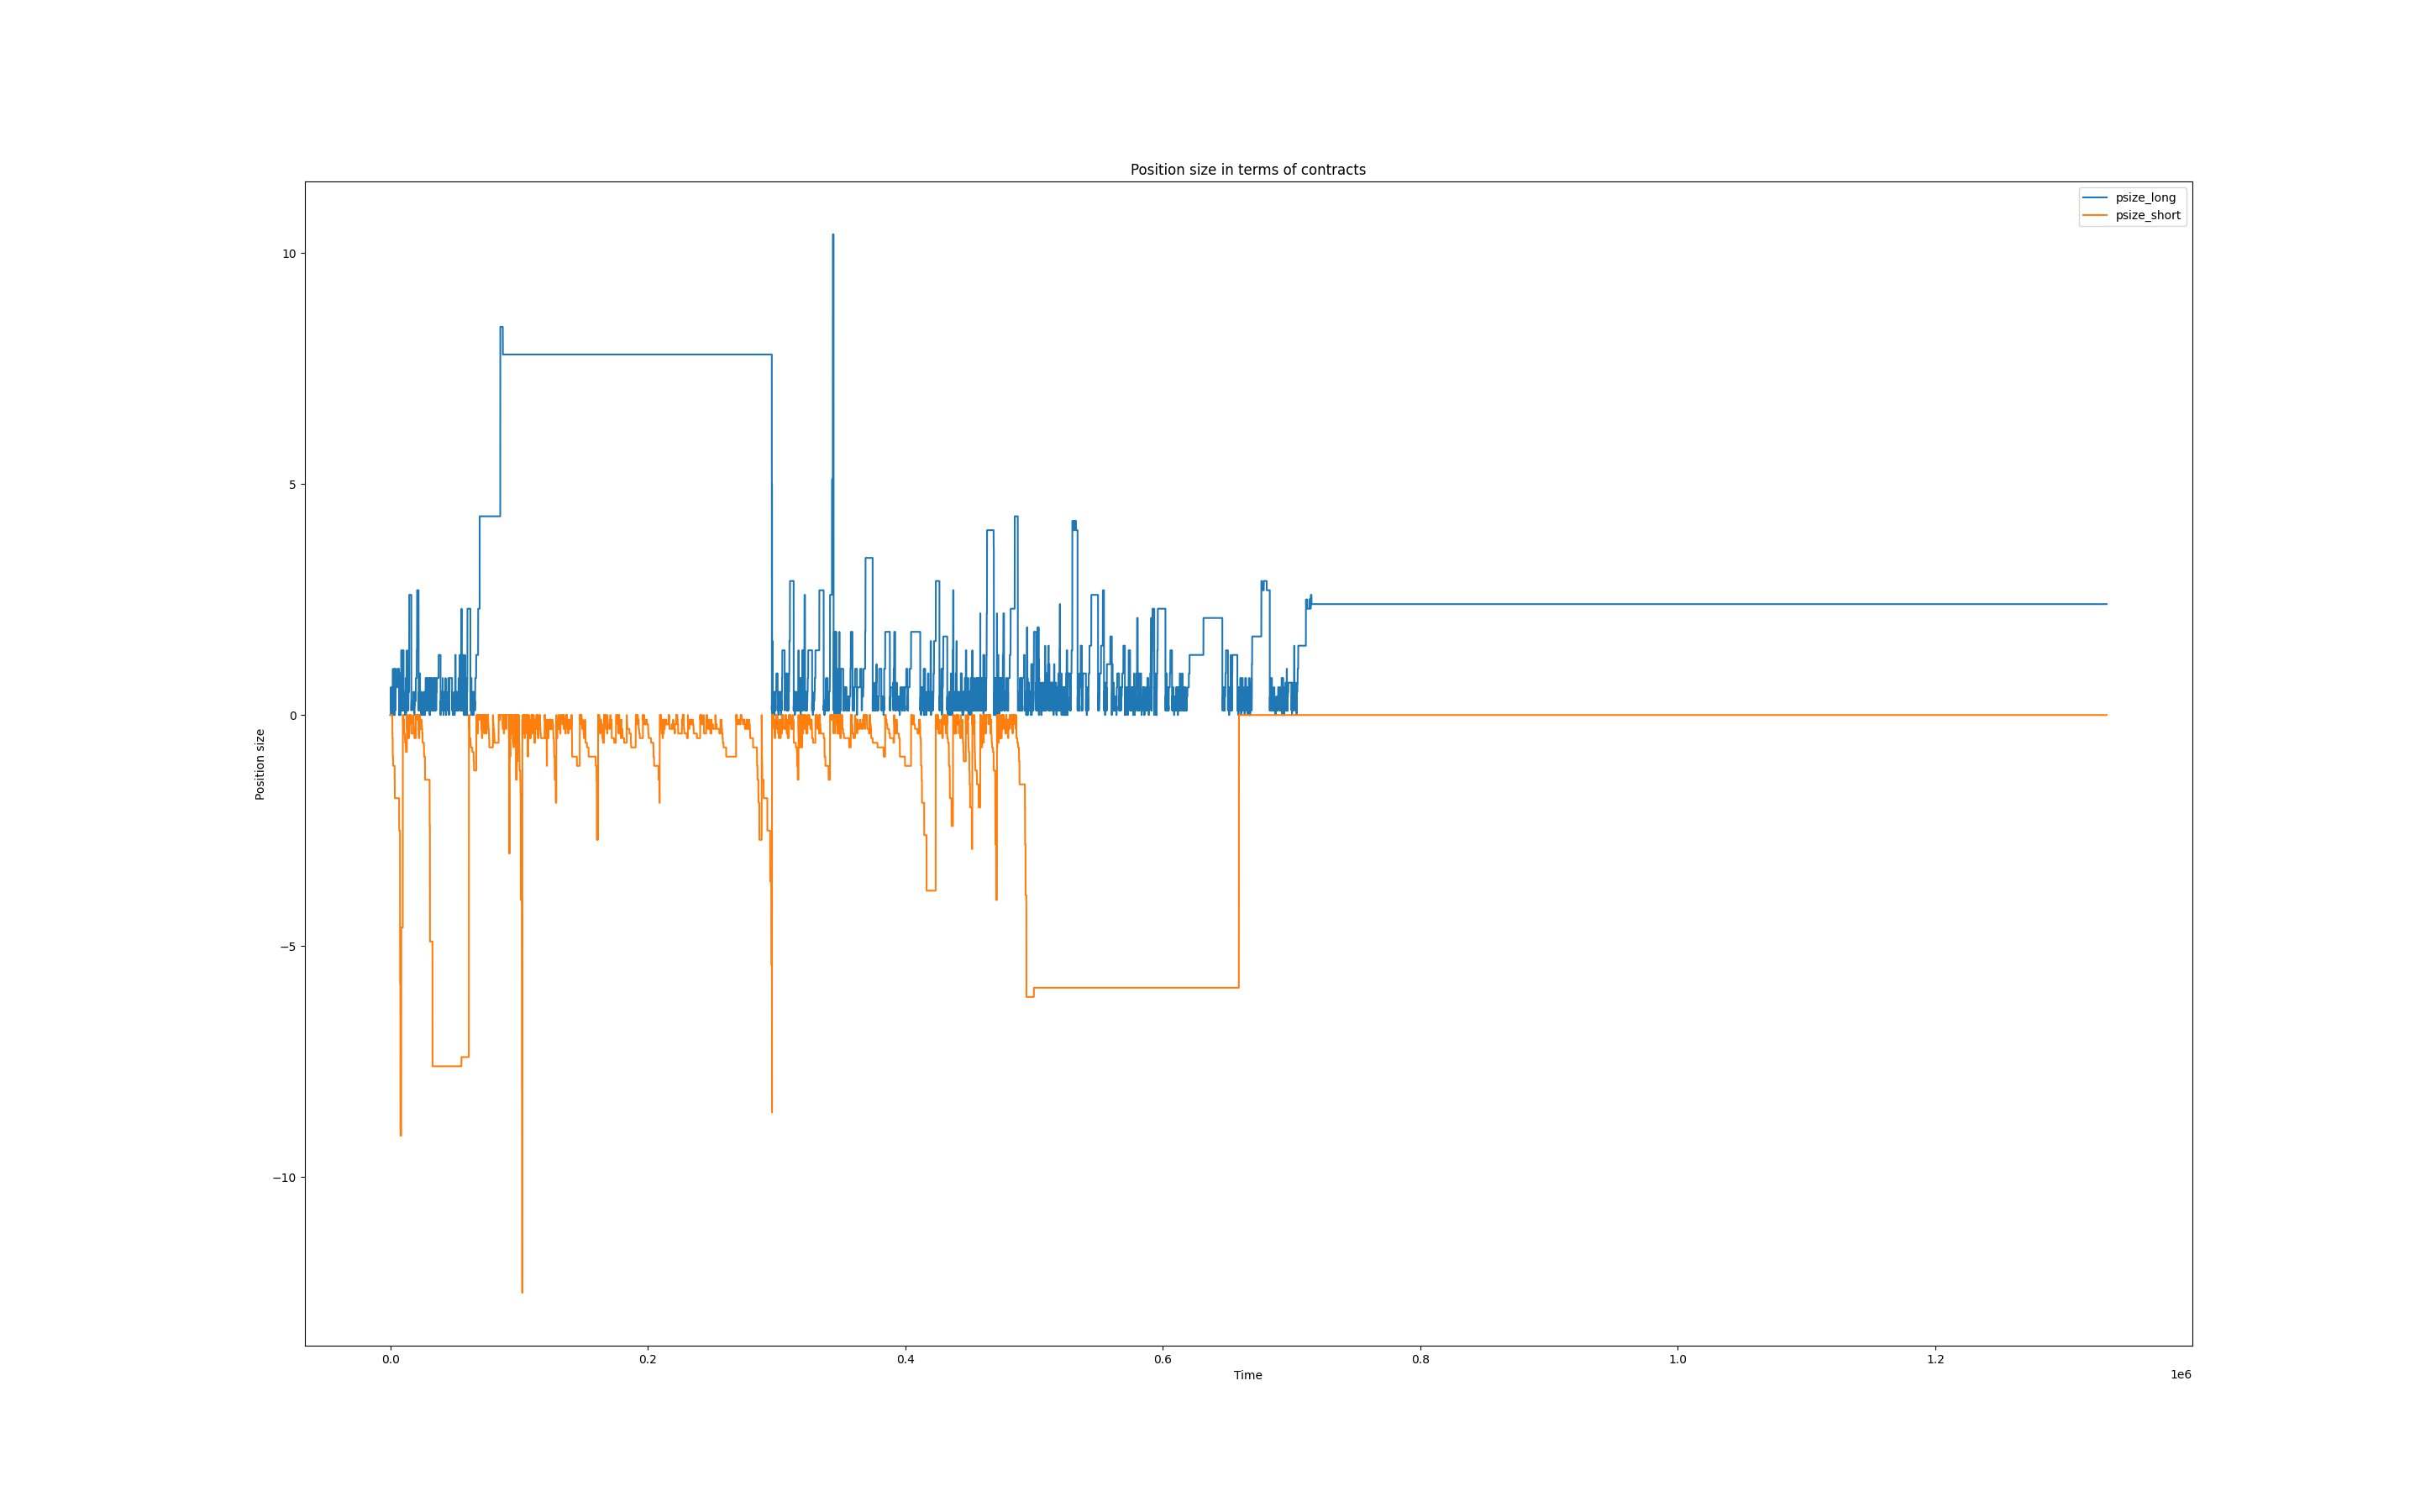 Position size in terms of contracts
psize_long
psize_short
10
5
0
−5
−10
Position size
0.0
0.2
0.4
0.6
0.8
1.0
1.2
1e6
Time